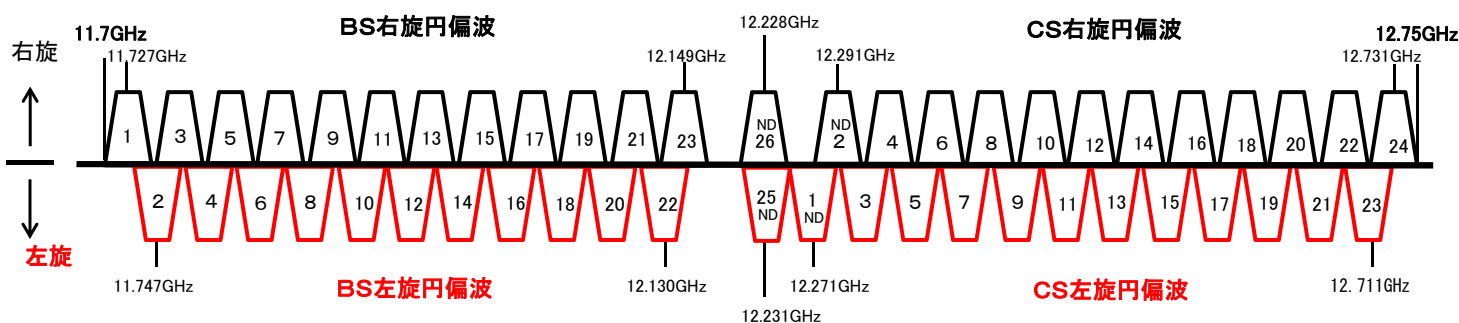 BS右旋円偏波
12.228GHz
CS右旋円偏波
11.7GHz
12.75GHz
右旋
11.727GHz
12.149GHz
12.291GHz
12.731GHz
1 3 5 7 9 11 13 15 17 19 21 23 ND 26 ND 2 4 6 8 10 12 14 16 18 20 22 24
2 4 6 8 10 12 14 16 18 20 22 25 ND 1 ND 3 5 7 9 11 13 15 17 19 21 23
左旋
11.747GHz
BS左旋円偏波
12.130GHz
12.271GHz
CS左旋円偏波
12.711GHz
12.231GHz